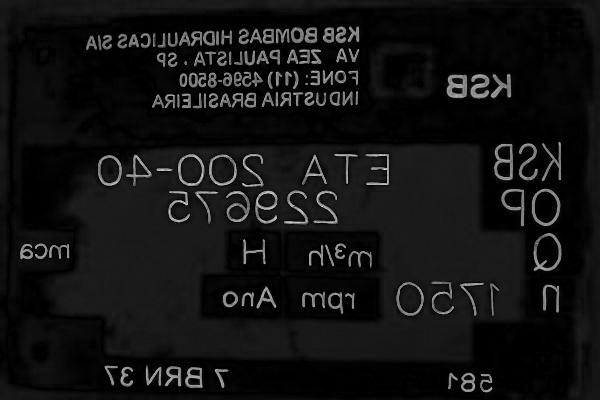 KSB
KSB BOMBAS HIDRAULICAS S/A
VA ZEA PAULISTA . SP
FONE: (11) 4596-8500
INDUSTRIA BRASILEIRA
KSB ETA 200-40
OP 229675
Q m³/h H mca
n 1750 rpm Ano
581 7 BRN 37